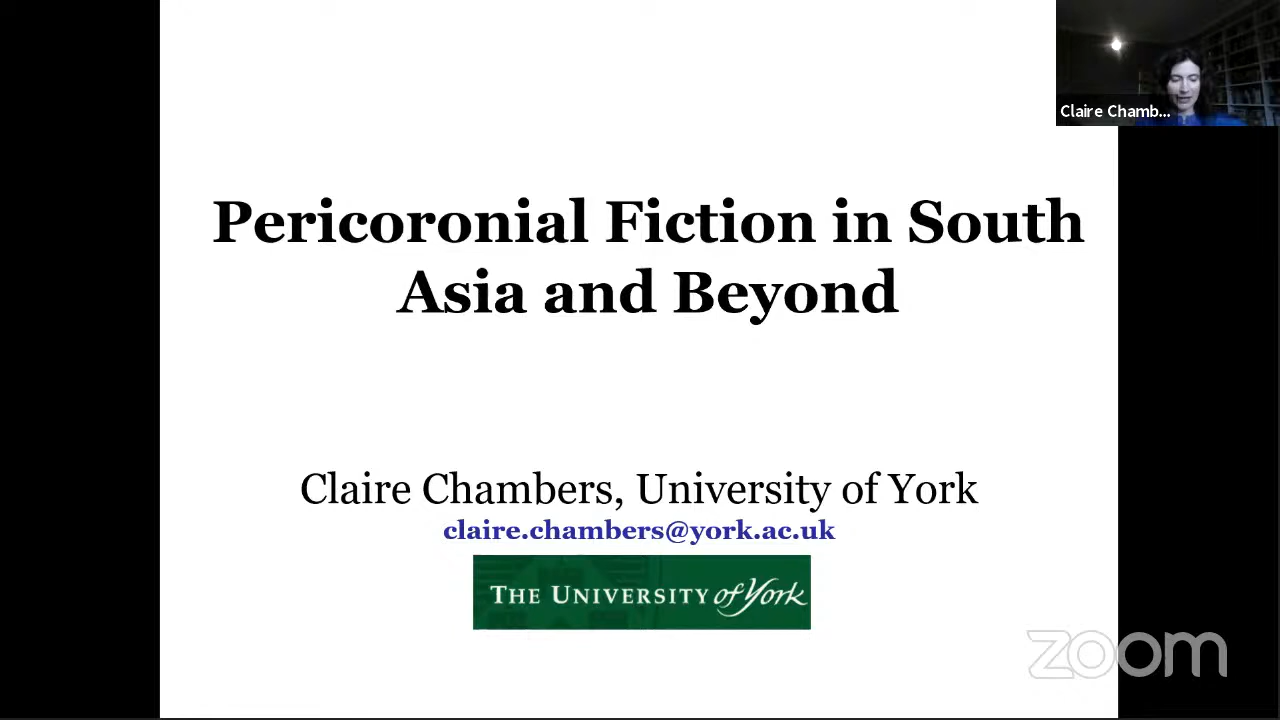 Claire Chamb...
Pericoronial Fiction in South
Asia and Beyond
Claire Chambers, University of York
claire.chambers@york.ac.uk
THE UNIVERSITY of York
zoom